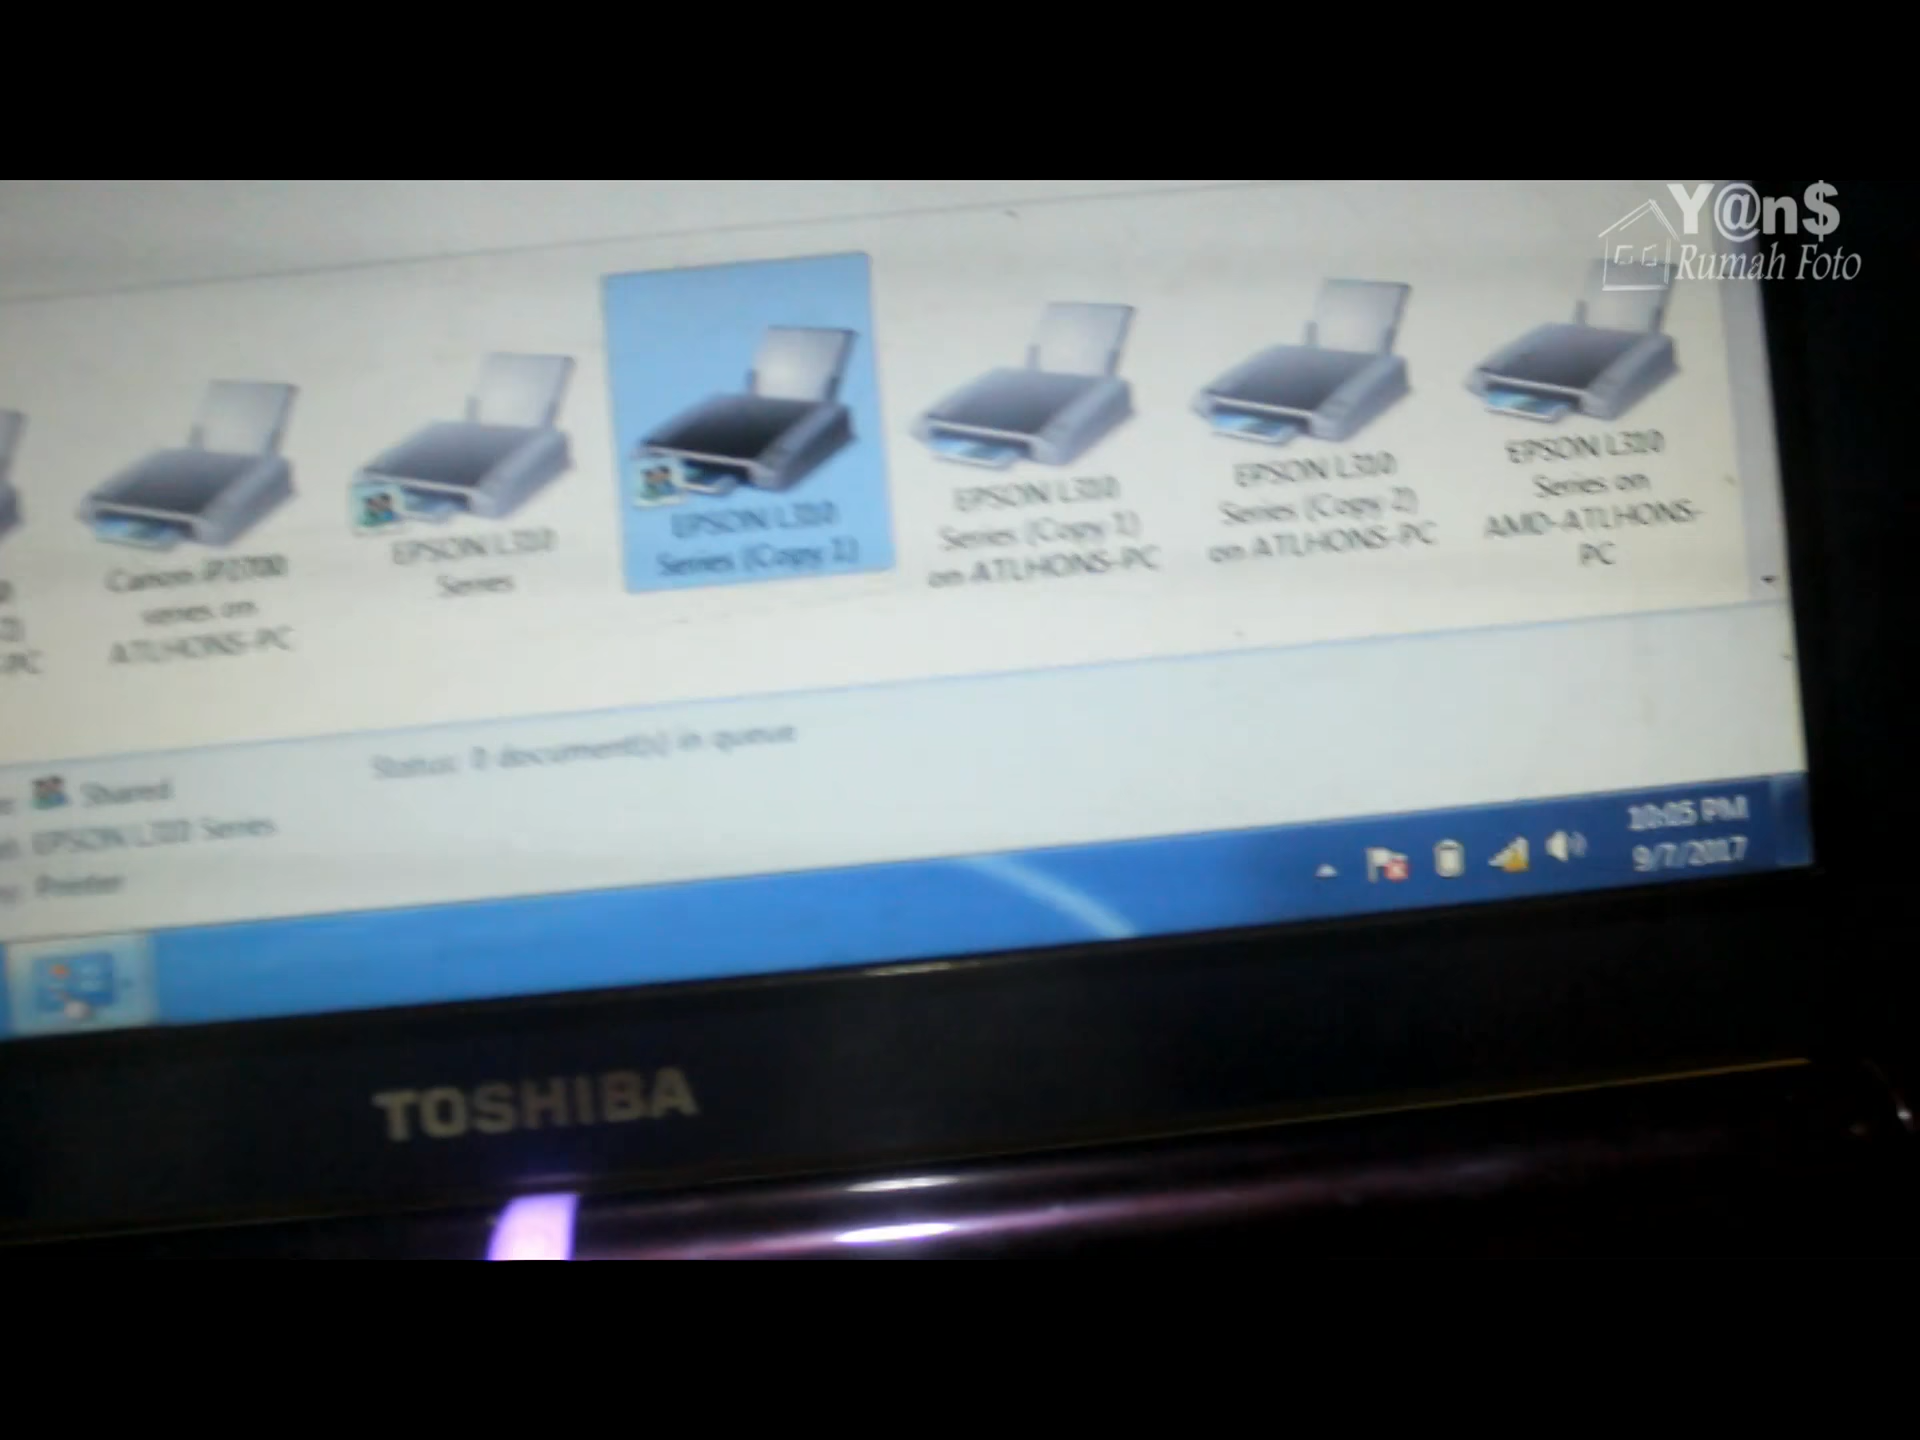 Y@n$
Rumah Foto
Canon iP2700
series on
ATLHONS-PC
EPSON L310
Series
EPSON L310
Series (Copy 1)
EPSON L310
Series (Copy 1)
on ATLHONS-PC
EPSON L310
Series (Copy 2)
on ATLHONS-PC
EPSON L310
Series on
AMD-ATLHONS-
PC
PC
Status: 0 document(s) in queue
Shared
EPSON L310 Series
Printer
10:05 PM
9/7/2017
TOSHIBA